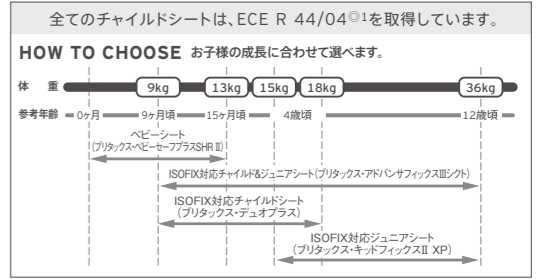 全てのチャイルドシートは、ECE R 44/04◎1を取得しています。
HOW TO CHOOSE お子様の成長に合わせて選べます。
体 重 9kg 13kg 15kg 18kg 36kg
参考年齢 0ヶ月 9ヶ月頃 15ヶ月頃 4歳頃 12歳頃
ベビーシート
(ブリタックス・ベビーセーフプラスSHR II)
ISOFIX対応チャイルド&ジュニアシート(ブリタックス・アドバンサフィックスIIIシクト)
ISOFIX対応チャイルドシート
(ブリタックス・デュオプラス)
ISOFIX対応ジュニアシート
(ブリタックス・キッドフィックスII XP)